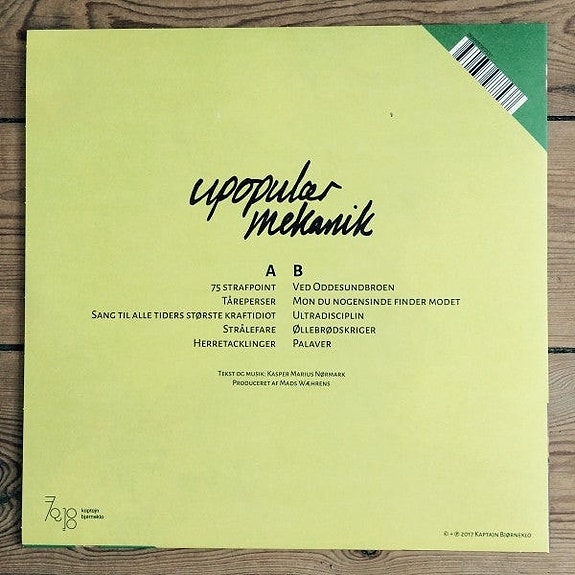 upopulær
mekanik
A B
75 strafpoint Ved Oddesundbroen
Tåreperser Mon du nogensinde finder modet
Sang til alle tiders største kraftidiot Ultradisciplin
Strålefare Øllebrødskriger
Herretacklinger Palaver
Tekst og musik: Kasper Marius Nørmark
Produceret af Mads Wæhrens
kaptajn
bjørneklo
© + ℗ 2017 Kaptajn Bjørneklo